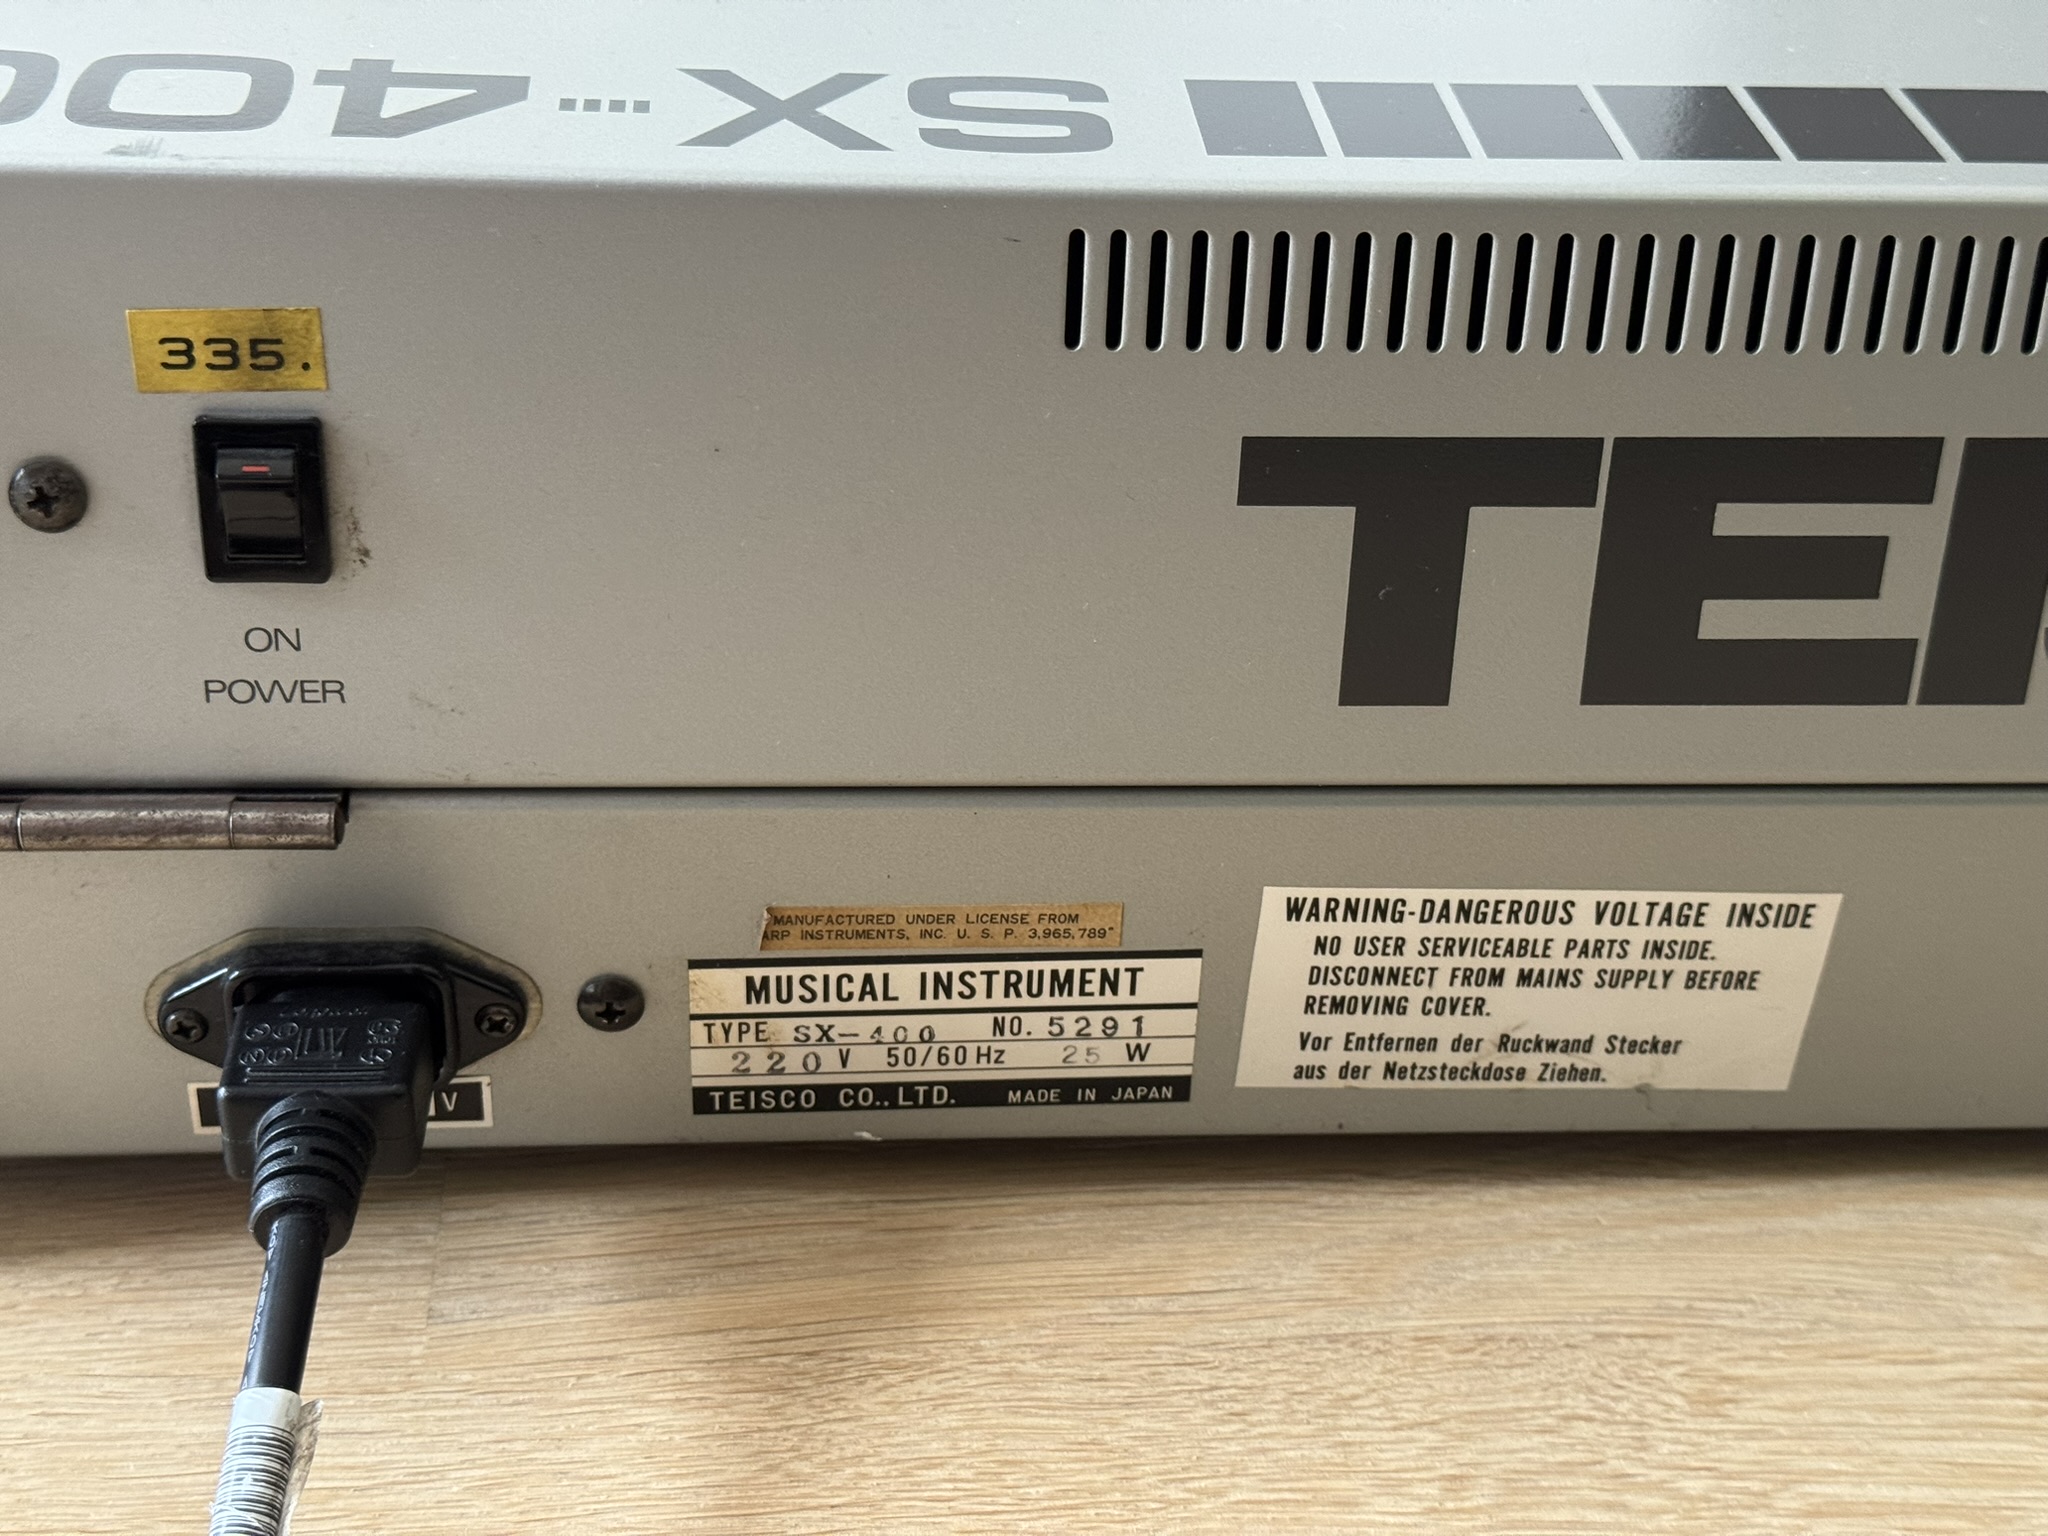 SX-400
335.
TEI
ON
POWER
MANUFACTURED UNDER LICENSE FROM
ARP INSTRUMENTS, INC. U. S. P. 3,965,789"
MUSICAL INSTRUMENT
TYPE SX-400 NO. 5291
220 V 50/60 Hz 25 W
TEISCO CO., LTD. MADE IN JAPAN
WARNING-DANGEROUS VOLTAGE INSIDE
NO USER SERVICEABLE PARTS INSIDE.
DISCONNECT FROM MAINS SUPPLY BEFORE
REMOVING COVER.
Vor Entfernen der Ruckwand Stecker
aus der Netzsteckdose Ziehen.
V